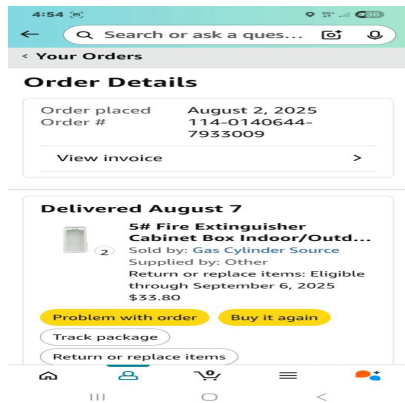 4:54
Search or ask a ques...
< Your Orders
Order Details
Order placed August 2, 2025
Order # 114-0140644-
7933009
View invoice >
Delivered August 7
5# Fire Extinguisher
Cabinet Box Indoor/Outd...
2
Sold by: Gas Cylinder Source
Supplied by: Other
Return or replace items: Eligible
through September 6, 2025
$33.80
Problem with order Buy it again
Track package
Return or replace items